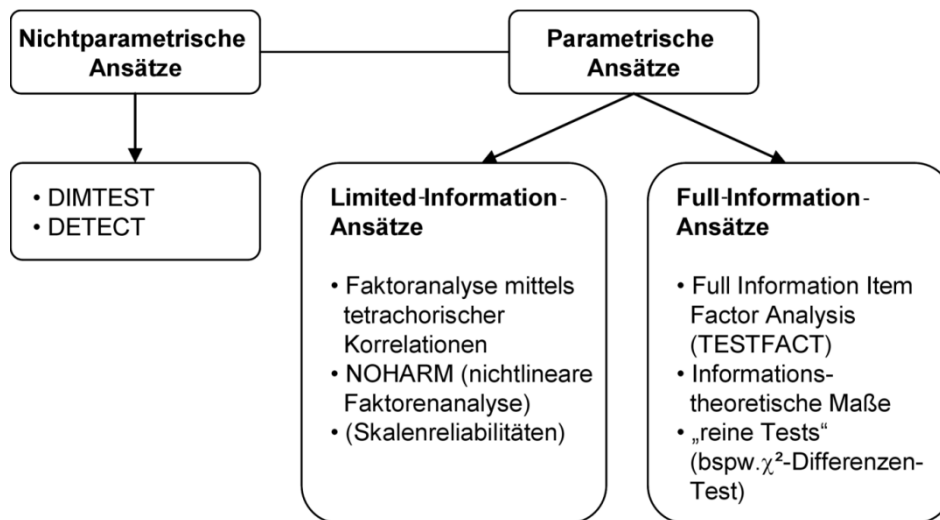 Nichtparametrische
Ansätze
Parametrische
Ansätze
• DIMTEST
• DETECT
Limited-Information-
Ansätze
• Faktoranalyse mittels
tetrachorischer
Korrelationen
• NOHARM (nichtlineare
Faktorenanalyse)
• (Skalenreliabilitäten)
Full-Information-
Ansätze
• Full Information Item
Factor Analysis
(TESTFACT)
• Informations-
theoretische Maße
• „reine Tests“
(bspw.χ²-Differenzen-
Test)